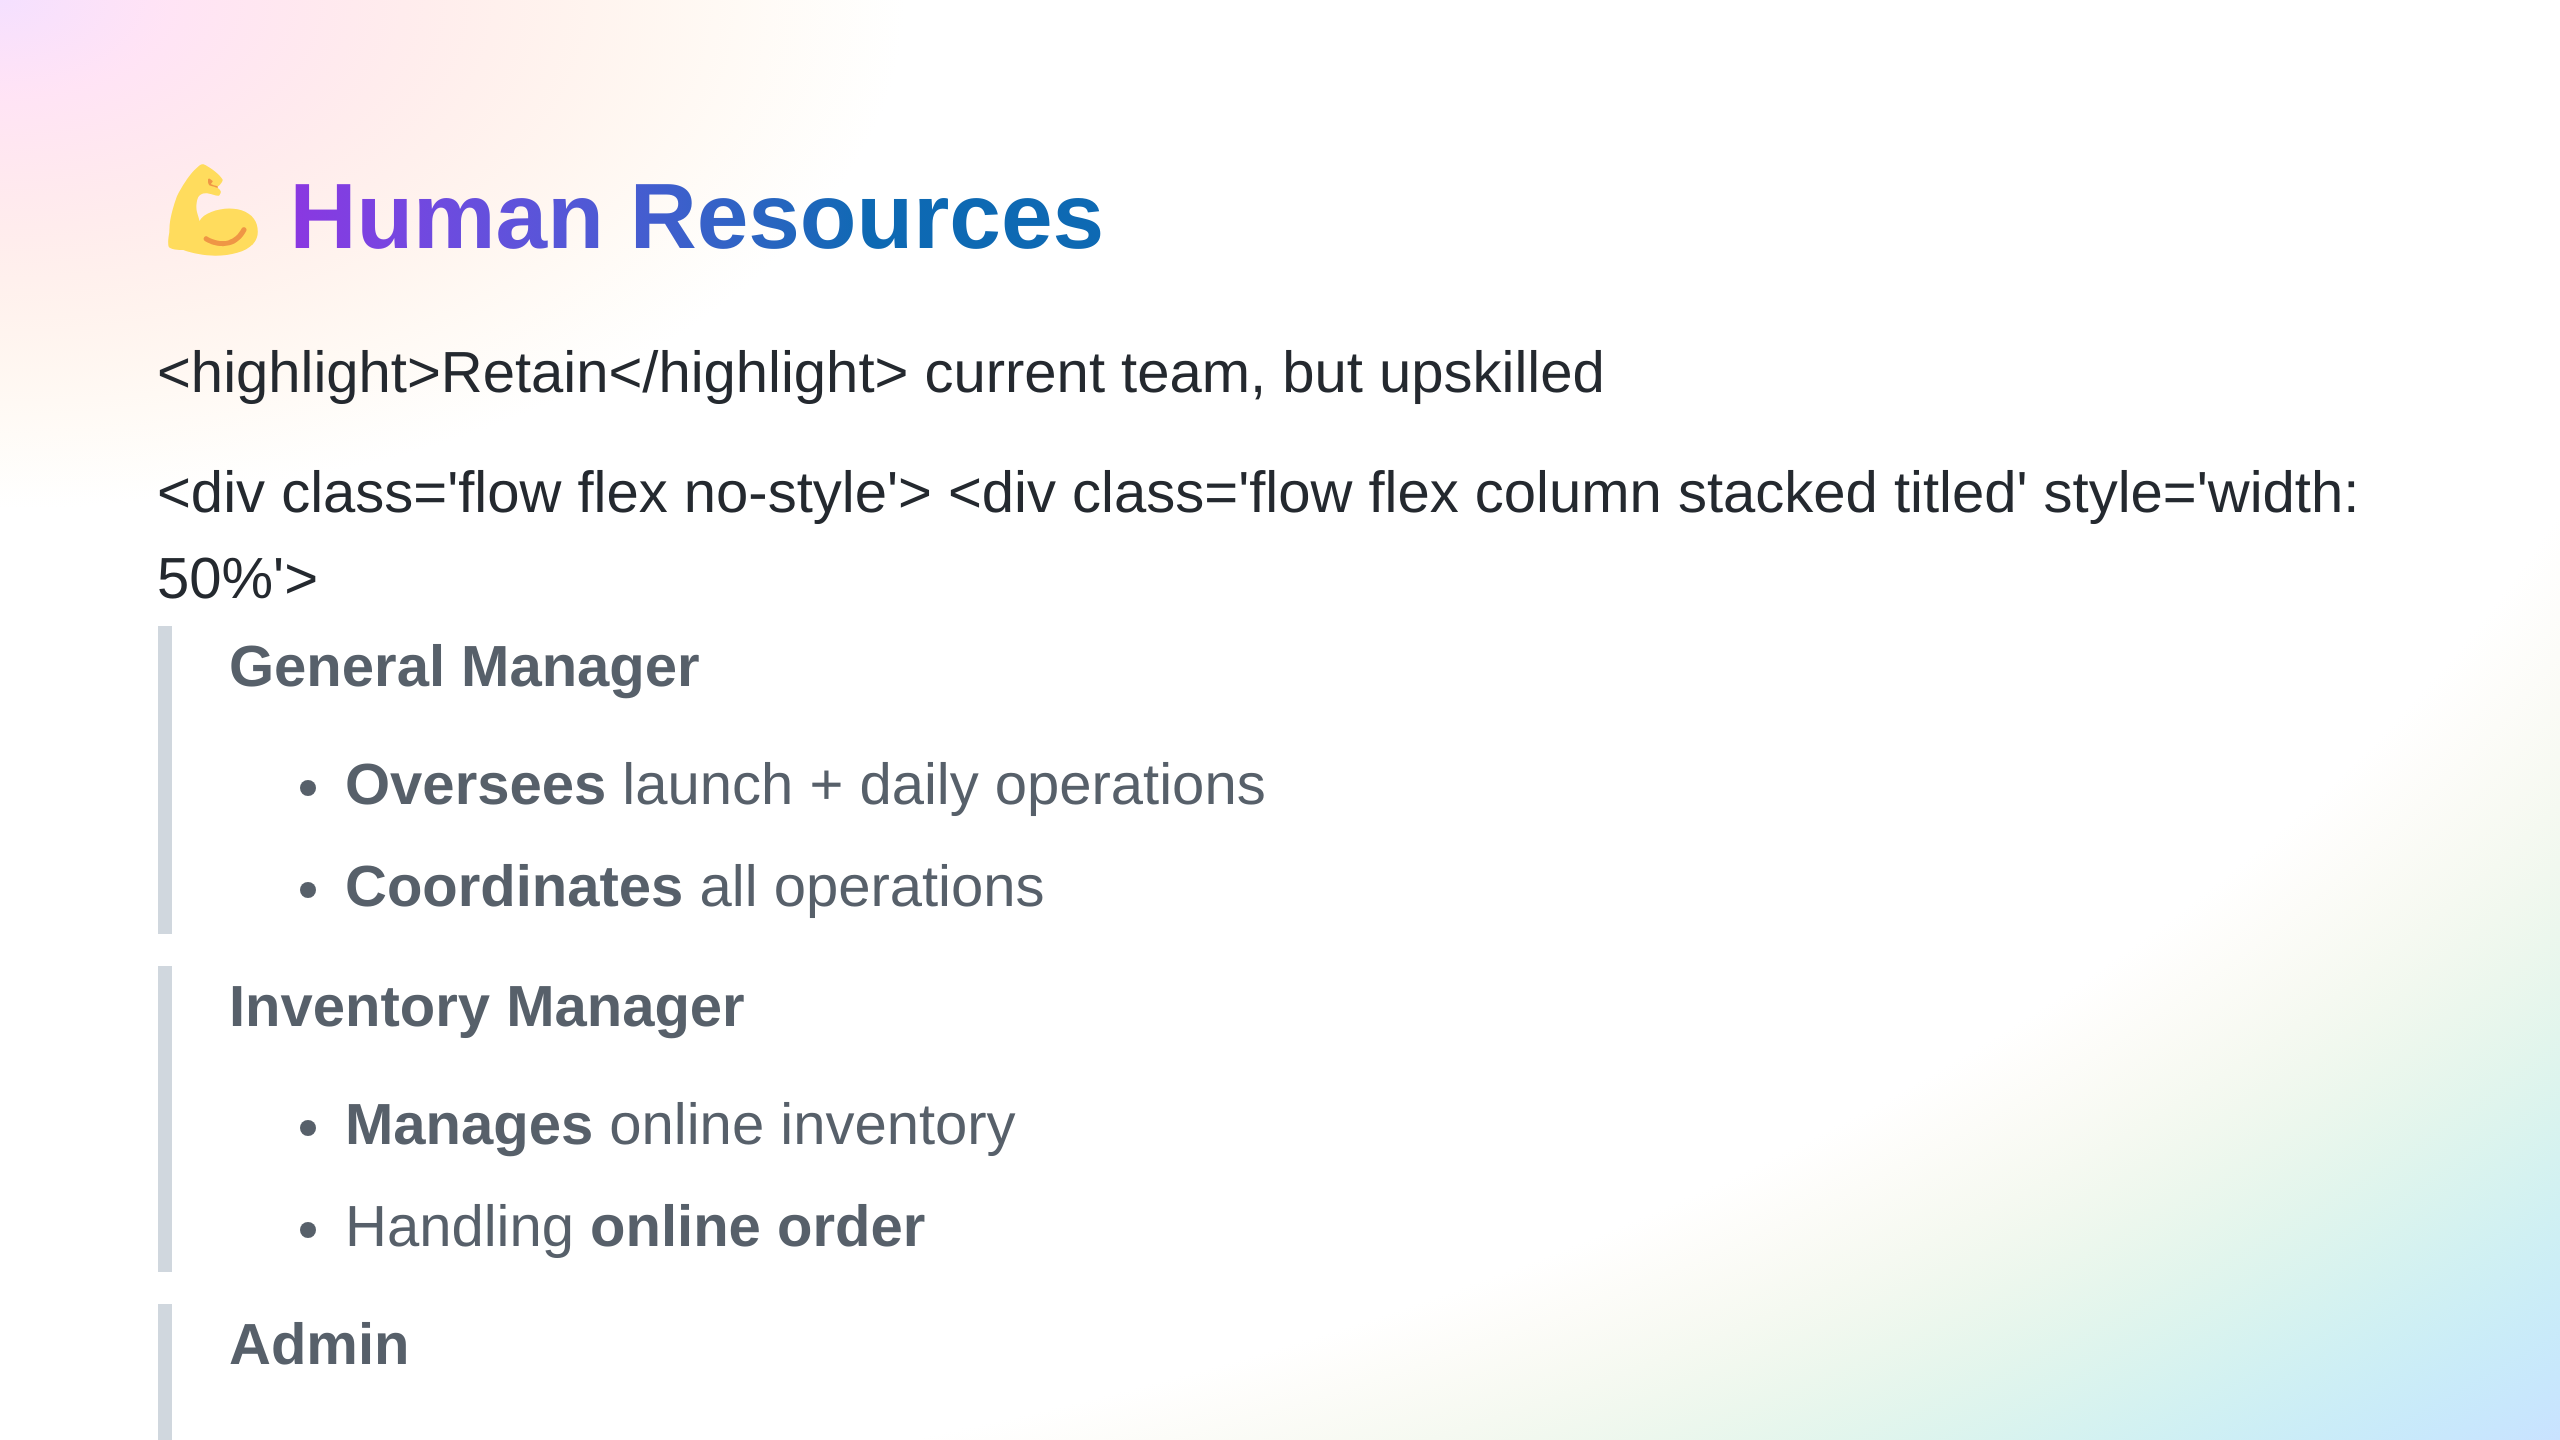 Human Resources
<highlight>Retain</highlight> current team, but upskilled
<div class='flow flex no-style'> <div class='flow flex column stacked titled' style='width:
50%'>
General Manager
• Oversees launch + daily operations
• Coordinates all operations
Inventory Manager
• Manages online inventory
• Handling online order
Admin